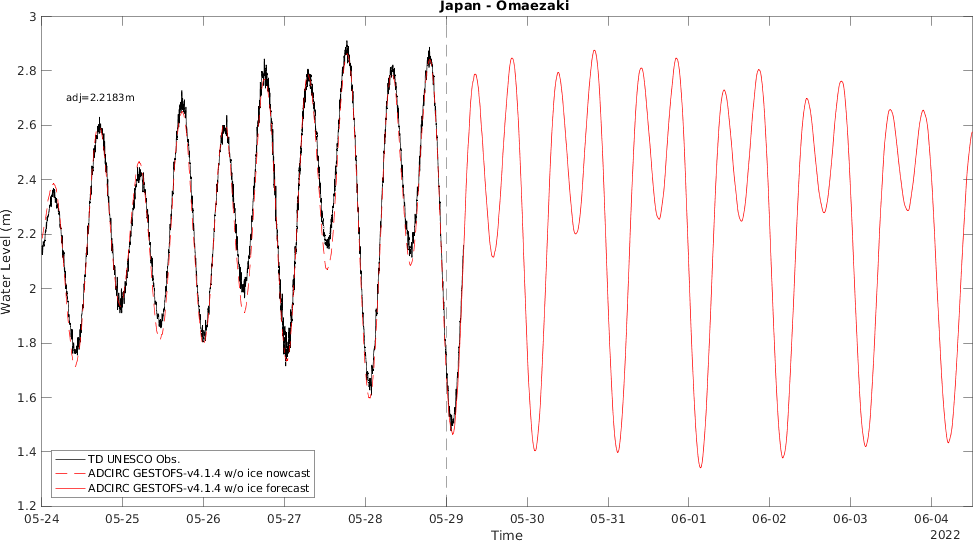 Japan - Omaezaki
3
2.8
2.6
2.4
2.2
2
1.8
1.6
1.4
1.2
Water Level (m)
adj=2.2183m
TD UNESCO Obs.
ADCIRC GESTOFS-v4.1.4 w/o ice nowcast
ADCIRC GESTOFS-v4.1.4 w/o ice forecast
05-24 05-25 05-26 05-27 05-28 05-29 05-30 05-31 06-01 06-02 06-03 06-04
2022
Time